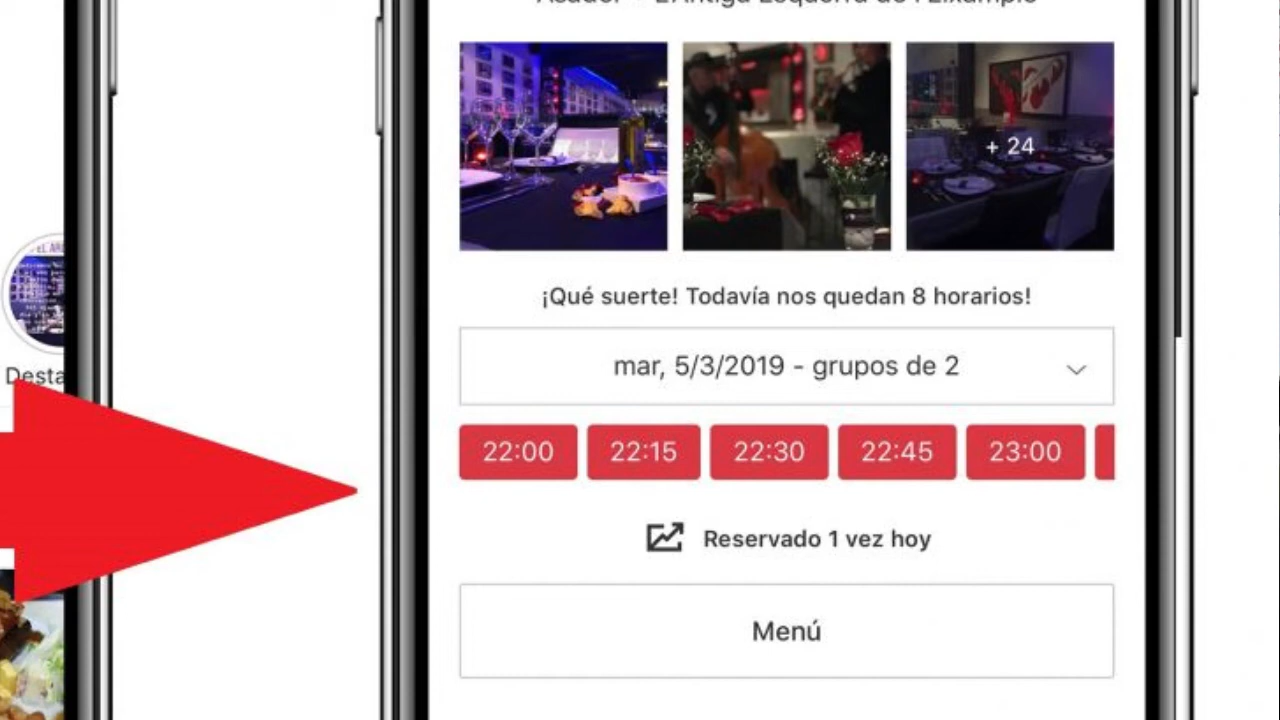 + 24
¡Qué suerte! Todavía nos quedan 8 horarios!
mar, 5/3/2019 - grupos de 2
22:00 22:15 22:30 22:45 23:00
Reservado 1 vez hoy
Menú
Desta